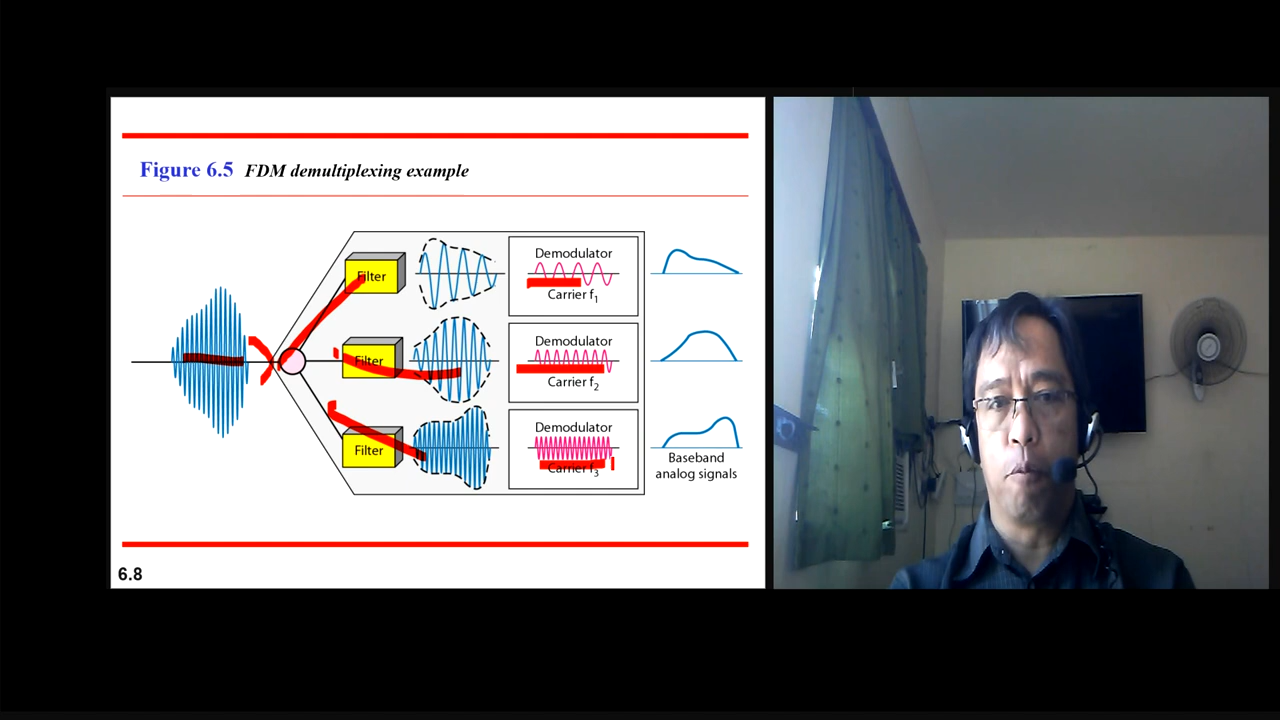 Figure 6.5 FDM demultiplexing example
Filter
Demodulator
Carrier f1
Filter
Demodulator
Carrier f2
Filter
Demodulator
Carrier f3
Baseband
analog signals
6.8